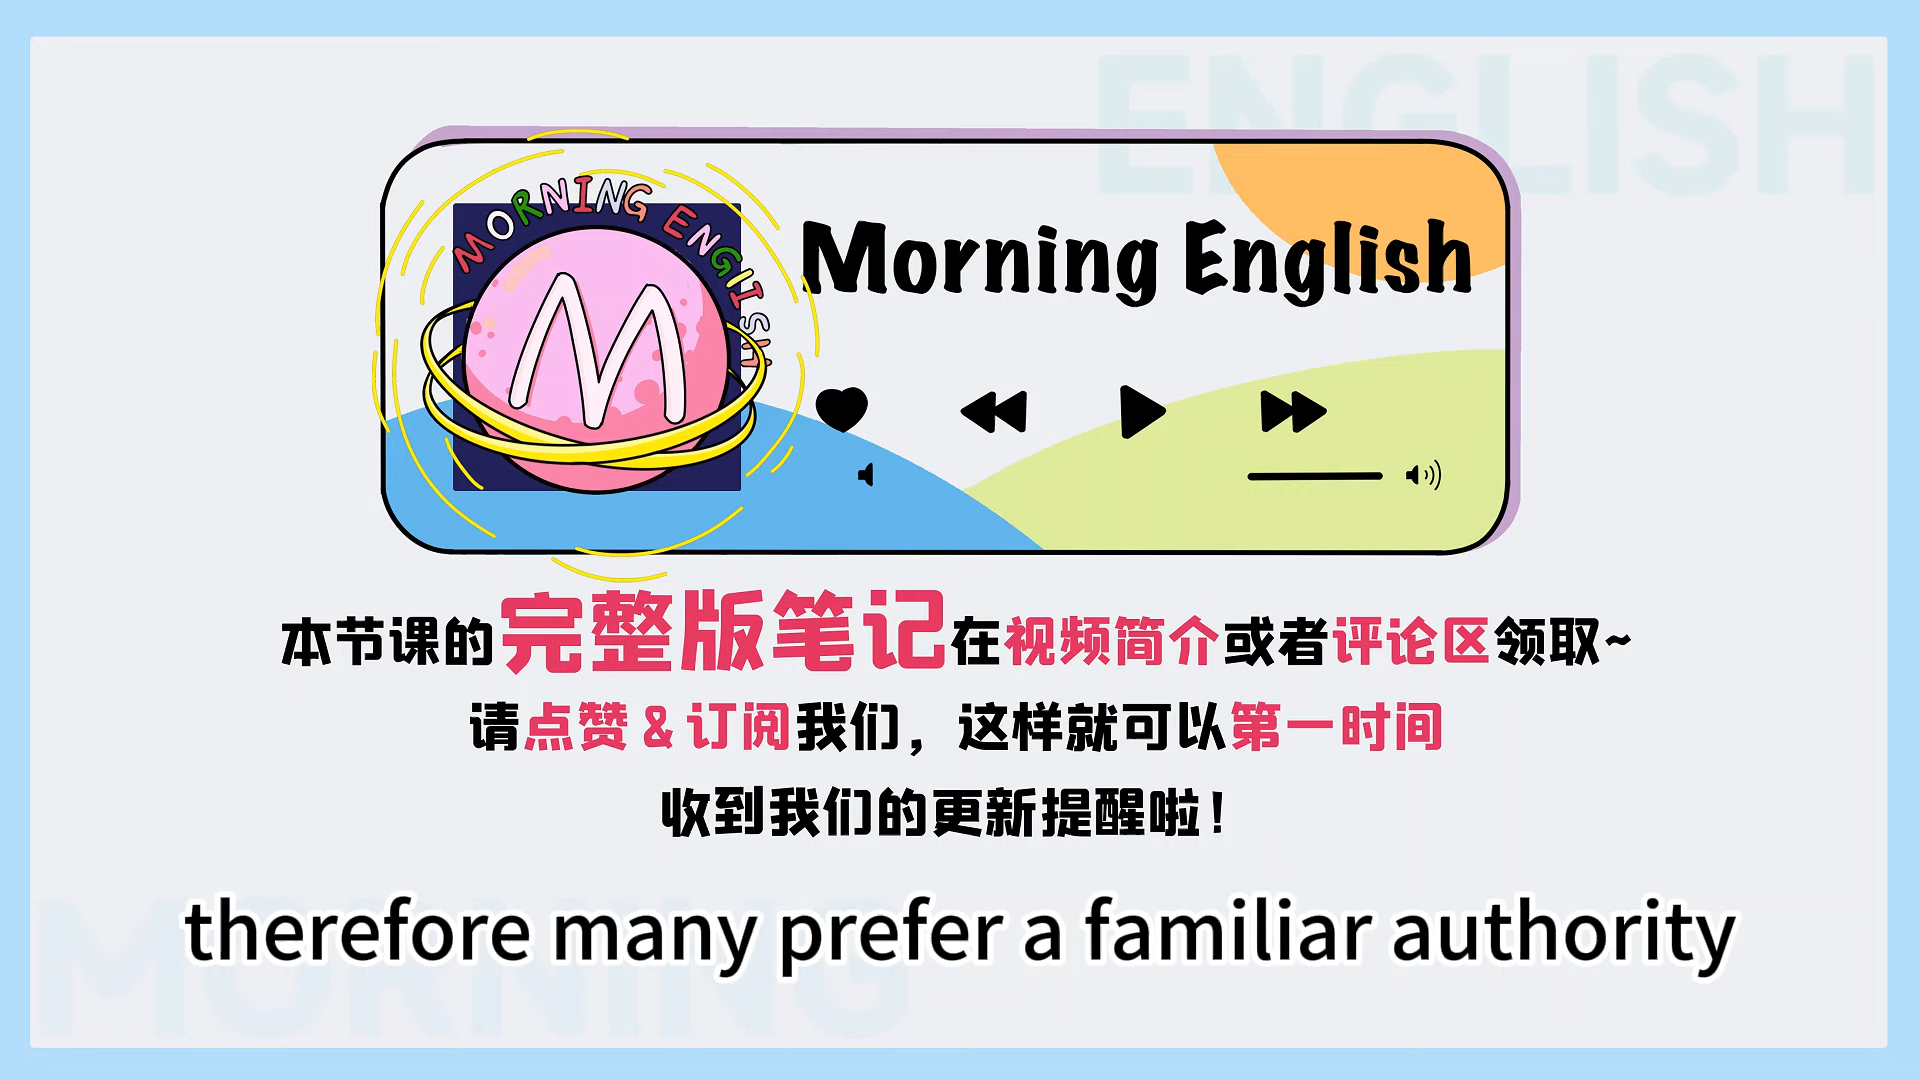 ENGLISH
MORNING ENGLISH
M
Morning English
本节课的完整版笔记在视频简介或者评论区领取~
请点赞&订阅我们，这样就可以第一时间
收到我们的更新提醒啦！
therefore many prefer a familiar authority
MORNING